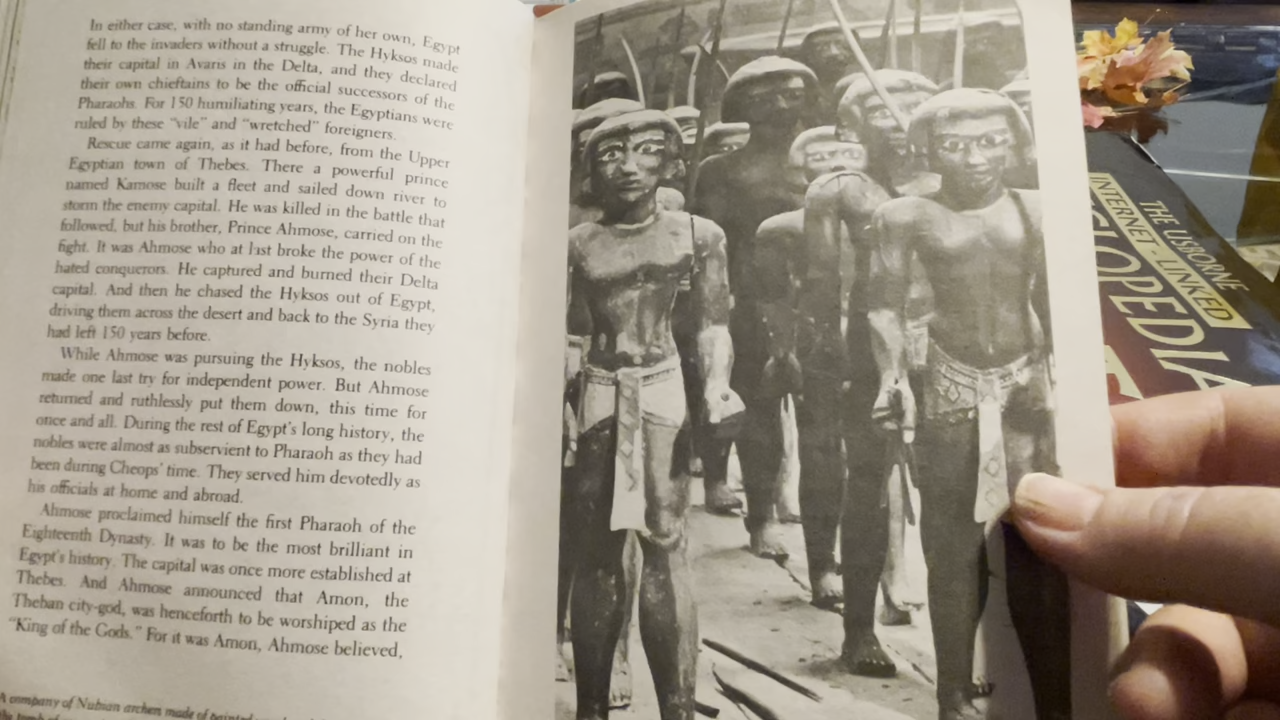 In either case, with no standing army of her own, Egypt
fell to the invaders without a struggle. The Hyksos made
their capital in Avaris in the Delta, and they declared
their own chieftains to be the official successors of the
Pharaohs. For 150 humiliating years, the Egyptians were
ruled by these "vile" and "wretched" foreigners.
Rescue came again, as it had before, from the Upper
Egyptian town of Thebes. There a powerful prince
named Kamose built a fleet and sailed down river to
storm the enemy capital. He was killed in the battle that
followed, but his brother, Prince Ahmose, carried on the
fight. It was Ahmose who at last broke the power of the
hated conquerors. He captured and burned their Delta
capital. And then he chased the Hyksos out of Egypt,
driving them across the desert and back to the Syria they
had left 150 years before.
While Ahmose was pursuing the Hyksos, the nobles
made one last try for independent power. But Ahmose
returned and ruthlessly put them down, this time for
once and all. During the rest of Egypt's long history, the
nobles were almost as subservient to Pharaoh as they had
been during Cheops' time. They served him devotedly as
his officials at home and abroad.
Ahmose proclaimed himself the first Pharaoh of the
Eighteenth Dynasty. It was to be the most brilliant in
Egypt's history. The capital was once more established at
Thebes. And Ahmose announced that Amon, the
Theban city-god, was henceforth to be worshiped as the
"King of the Gods." For it was Amon, Ahmose believed,
A company of Nubian archers made of painted
tomb of
THE USBORNE
INTERNET-LINKED